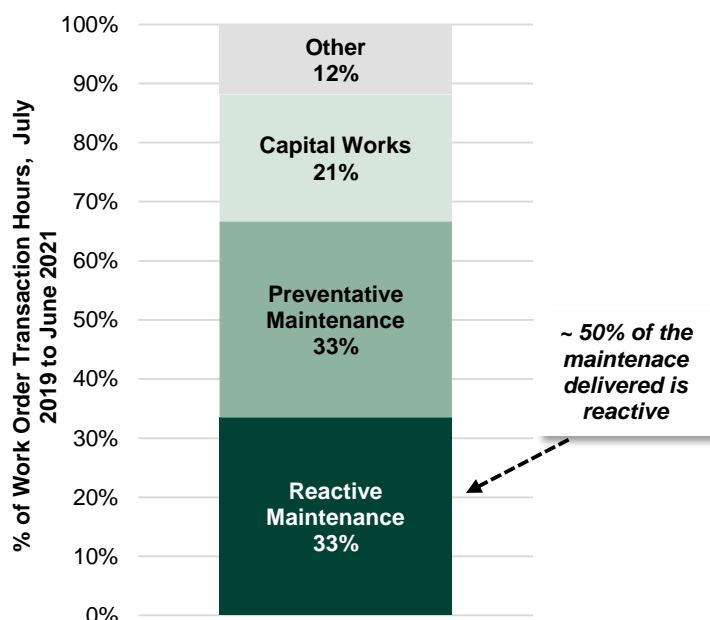 100%
90%
80%
70%
60%
50%
40%
30%
20%
10%
0%
% of Work Order Transaction Hours, July
2019 to June 2021
Other
12%
Capital Works
21%
Preventative
Maintenance
33%
Reactive
Maintenance
33%
~ 50% of the
maintenace
delivered is
reactive